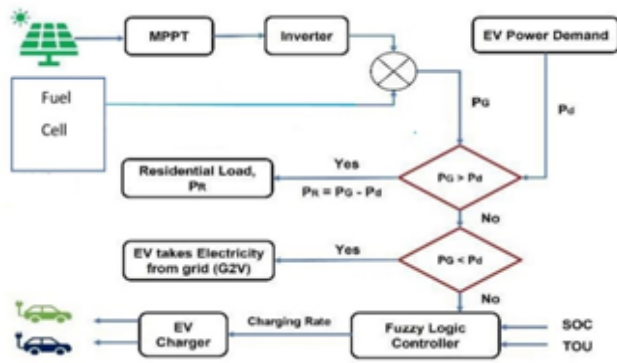 MPPT
Inverter
EV Power Demand
Fuel
Cell
PG
Pd
Residential Load,
PR
Yes
PR = PG - Pd
PG > Pd
No
EV takes Electricity
from grid (G2V)
Yes
PG < Pd
No
EV
Charger
Charging Rate
Fuzzy Logic
Controller
SOC
TOU